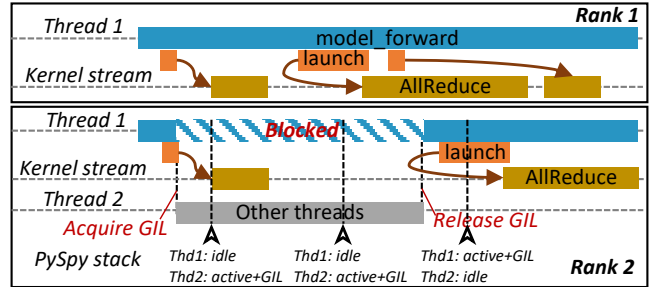 Thread 1
Rank 1
model_forward
launch
Kernel stream
AllReduce
Thread 1
Blocked
launch
Kernel stream
AllReduce
Thread 2
Other threads
Acquire GIL
Release GIL
PySpy stack
Thd1: idle
Thd2: active+GIL
Thd1: idle
Thd2: active+GIL
Thd1: active+GIL
Thd2: idle
Rank 2